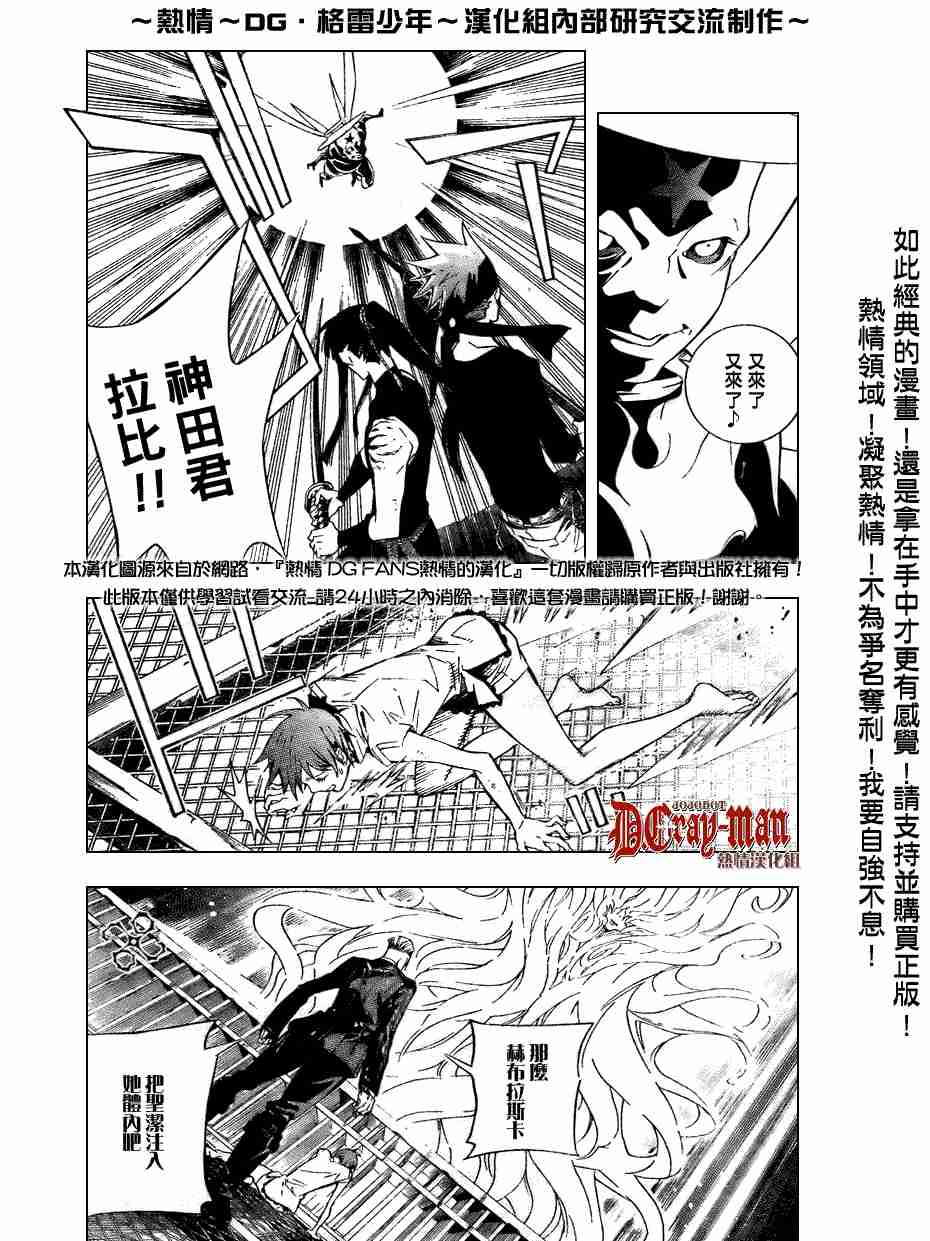 ～熱情～DG·格雷少年～漢化組內部研究交流制作～
又來了
又來了♪
神田君
拉比!!
本漢化圖源來自於網路·『熱情 DG FANS熱情的漢化』一切版權歸原作者與出版社擁有！
此版本僅供學習試看交流 請24小時之內消除·喜歡這套漫畫請購買正版！謝謝。
JOJOHOT
D.Gray-man
熱情漢化組
那麼
赫布拉斯卡
把聖潔注入
她體內吧
如此經典的漫畫！還是拿在手中才更有感覺！請支持並購買正版！
熱情領域！凝聚熱情！不為爭名奪利！我要自強不息！